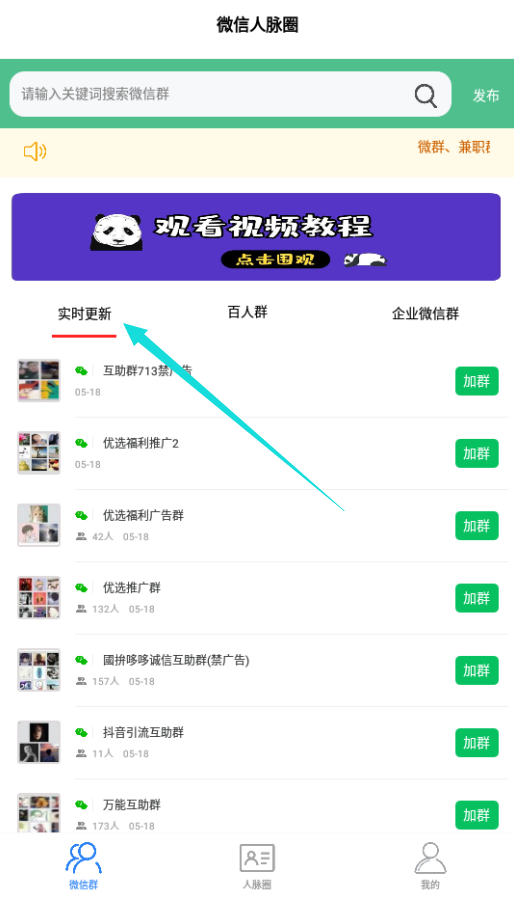 微信人脉圈
请输入关键词搜索微信群
发布
微群、兼职
观看视频教程
点击围观
实时更新
百人群
企业微信群
互助群713禁广告
05-18
加群
优选福利推广2
05-18
加群
优选福利广告群
42人 05-18
加群
优选推广群
132人 05-18
加群
國拚哆哆诚信互助群(禁广告)
157人 05-18
加群
抖音引流互助群
11人 05-18
加群
万能互助群
173人 05-18
加群
微信群
人脉圈
我的